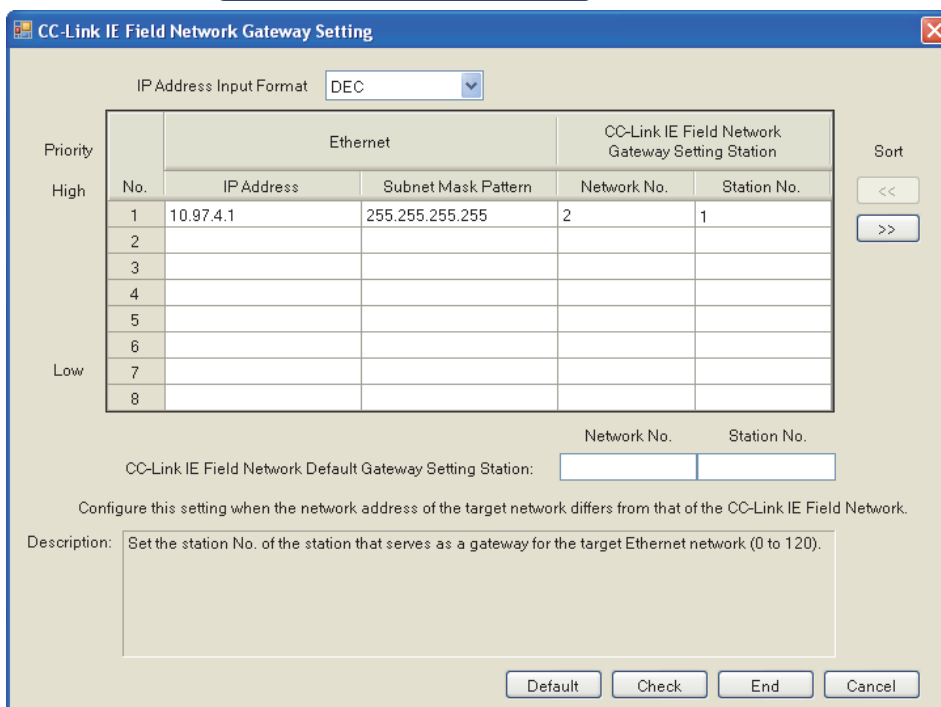 CC-Link IE Field Network Gateway Setting
IP Address Input Format DEC
Priority
High
Low
Ethernet
CC-Link IE Field Network
Gateway Setting Station
Sort
No. IP Address Subnet Mask Pattern Network No. Station No.
<<
>>
1 10.97.4.1 255.255.255.255 2 1
2
3
4
5
6
7
8
Network No. Station No.
CC-Link IE Field Network Default Gateway Setting Station:
Configure this setting when the network address of the target network differs from that of the CC-Link IE Field Network.
Description: Set the station No. of the station that serves as a gateway for the target Ethernet network (0 to 120).
Default Check End Cancel